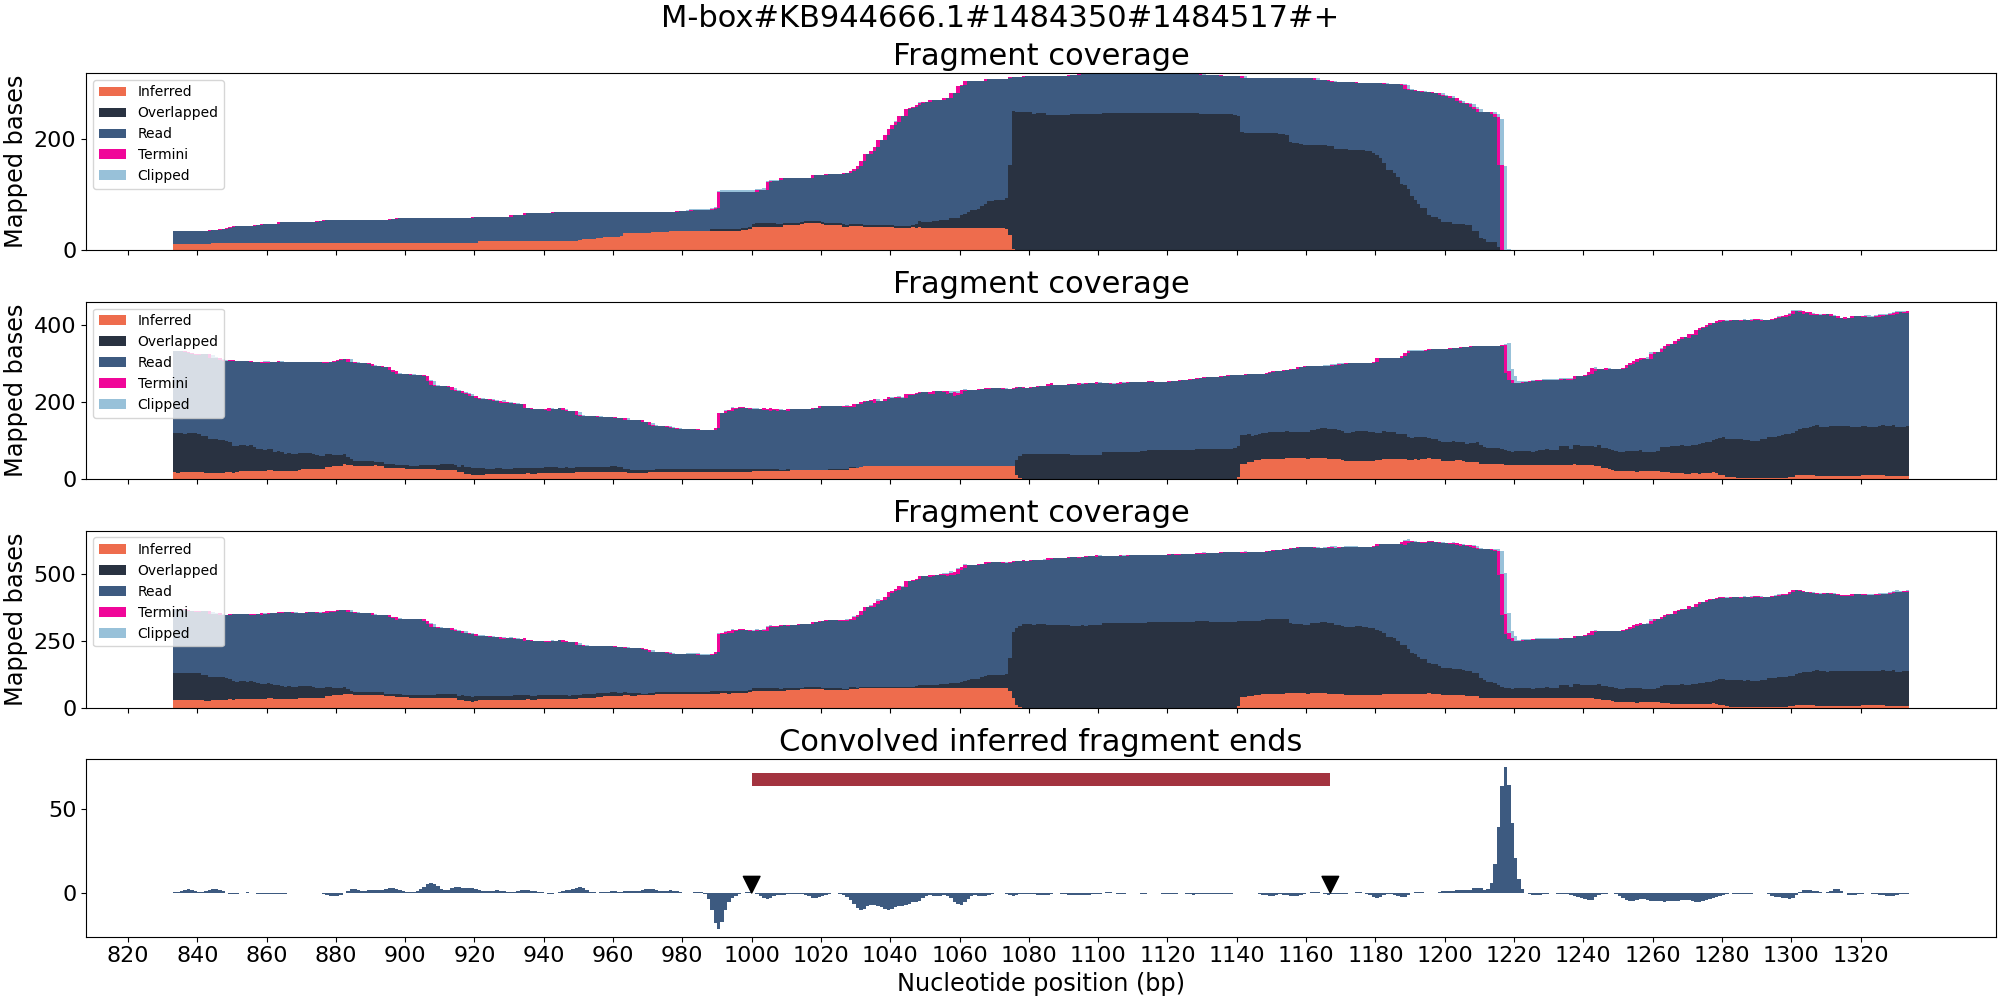 M-box#KB944666.1#1484350#1484517#+
Fragment coverage
Mapped bases
200
0
Inferred
Overlapped
Read
Termini
Clipped
Fragment coverage
Mapped bases
400
200
0
Inferred
Overlapped
Read
Termini
Clipped
Fragment coverage
Mapped bases
500
250
0
Inferred
Overlapped
Read
Termini
Clipped
Convolved inferred fragment ends
50
0
820 840 860 880 900 920 940 960 980 1000 1020 1040 1060 1080 1100 1120 1140 1160 1180 1200 1220 1240 1260 1280 1300 1320
Nucleotide position (bp)